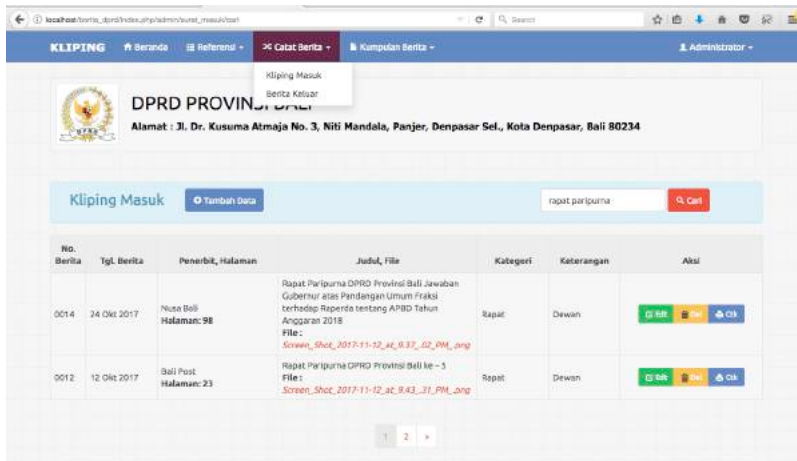 localhost/berita_dprd/index.php/admin/surat_masuk/cari
Search
KLIPING Beranda Referensi Catat Berita Kumpulan Berita Administrator
Kliping Masuk
Berita Keluar
DPRD PROVINSI BALI
Alamat : Jl. Dr. Kusuma Atmaja No. 3, Niti Mandala, Panjer, Denpasar Sel., Kota Denpasar, Bali 80234
Kliping Masuk Tambah Data rapat paripurna Cari
No.
Berita Tgl. Berita Penerbit, Halaman Judul, File Kategori Keterangan Aksi
Rapat Paripurna DPRD Provinsi Bali Jawaban
Gubernur atas Pandangan Umum Fraksi
0014 24 Okt 2017 Nusa Bali terhadap Raperda tentang APBD Tahun Rapat Dewan Edit Del Ctk
Halaman: 98 Anggaran 2018
File :
Screen_Shot_2017-11-12_at_9.37_.02_PM_.png
0012 12 Okt 2017 Bali Post Rapat Paripurna DPRD Provinsi Bali ke – 5 Rapat Dewan Edit Del Ctk
Halaman: 23 File :
Screen_Shot_2017-11-12_at_9.43_.31_PM_.png
1 2 »